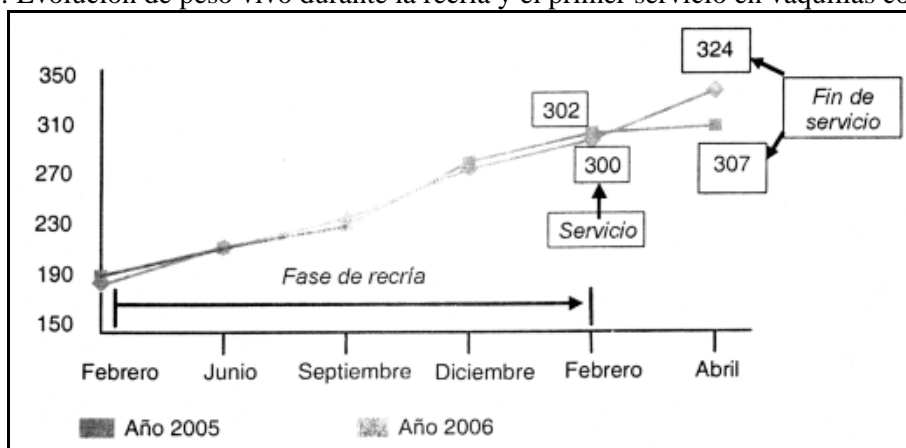 . Evolución de peso vivo durante la recría y el primer servicio en vaquillas
350
324
Fin de
servicio
310
302
270
300
307
230
Servicio
190
Fase de recría
150
Febrero Junio Septiembre Diciembre Febrero Abril
Año 2005 Año 2006